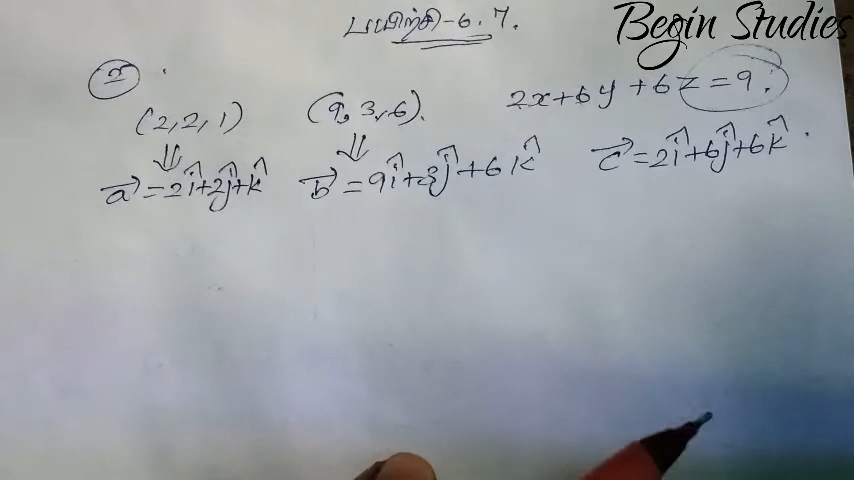 Begin Studies
பயிற்சி-6.7.
2.
(2,2,1) (9,3,6). 2x+6y+6z=9.
⇓ ⇓
a⃗ = 2î+2ĵ+k̂ b⃗ = 9î+3ĵ+6k̂ c⃗ = 2î+6ĵ+6k̂.